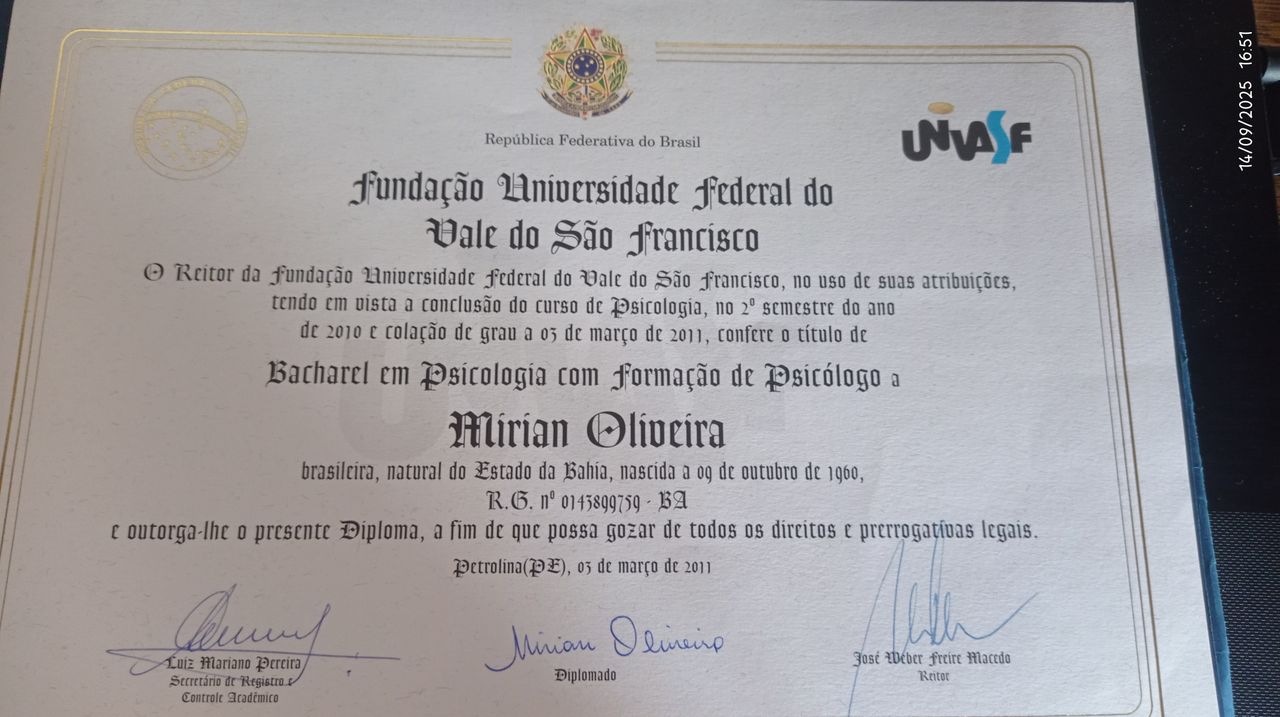 República Federativa do Brasil
UNIVASF
Fundação Universidade Federal do
Vale do São Francisco
O Reitor da Fundação Universidade Federal do Vale do São Francisco, no uso de suas atribuições,
tendo em vista a conclusão do curso de Psicologia, no 2º semestre do ano
de 2010 e colação de grau a 03 de março de 2011, confere o título de
Bacharel em Psicologia com Formação de Psicólogo a
Mirian Oliveira
brasileira, natural do Estado da Bahia, nascida a 09 de outubro de 1960,
R.G. nº 0145899759 - BA
e outorga-lhe o presente Diploma, a fim de que possa gozar de todos os direitos e prerrogativas legais.
Petrolina(PE), 03 de março de 2011
Mirian Oliveira
Luiz Mariano Pereira
Secretário de Registro e
Controle Acadêmico
Diplomado
José Weber Freire Macedo
Reitor
14/09/2025 16:51